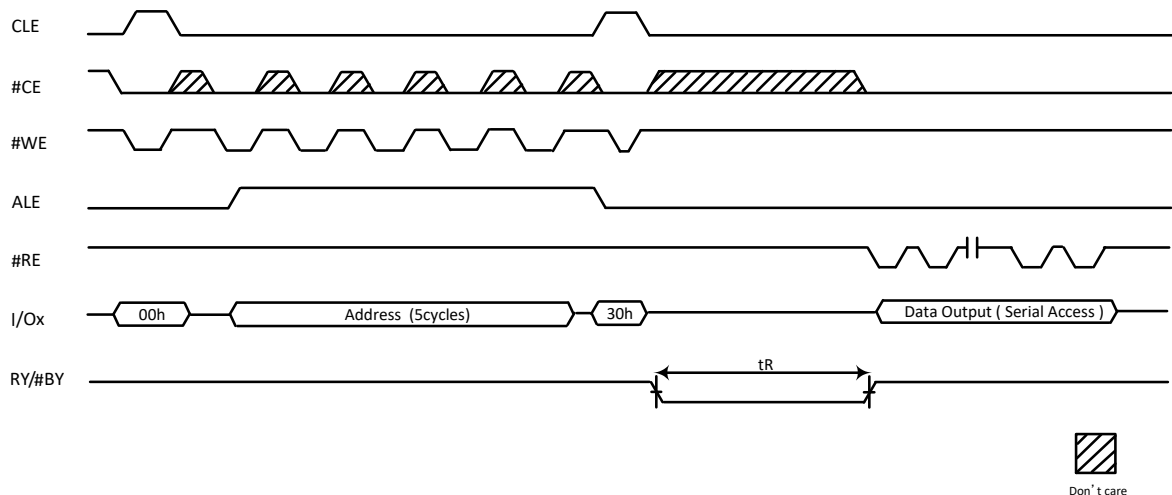 CLE
#CE
#WE
ALE
#RE
I/Ox 00h Address (5cycles) 30h Data Output ( Serial Access )
RY/#BY tR
Don't care